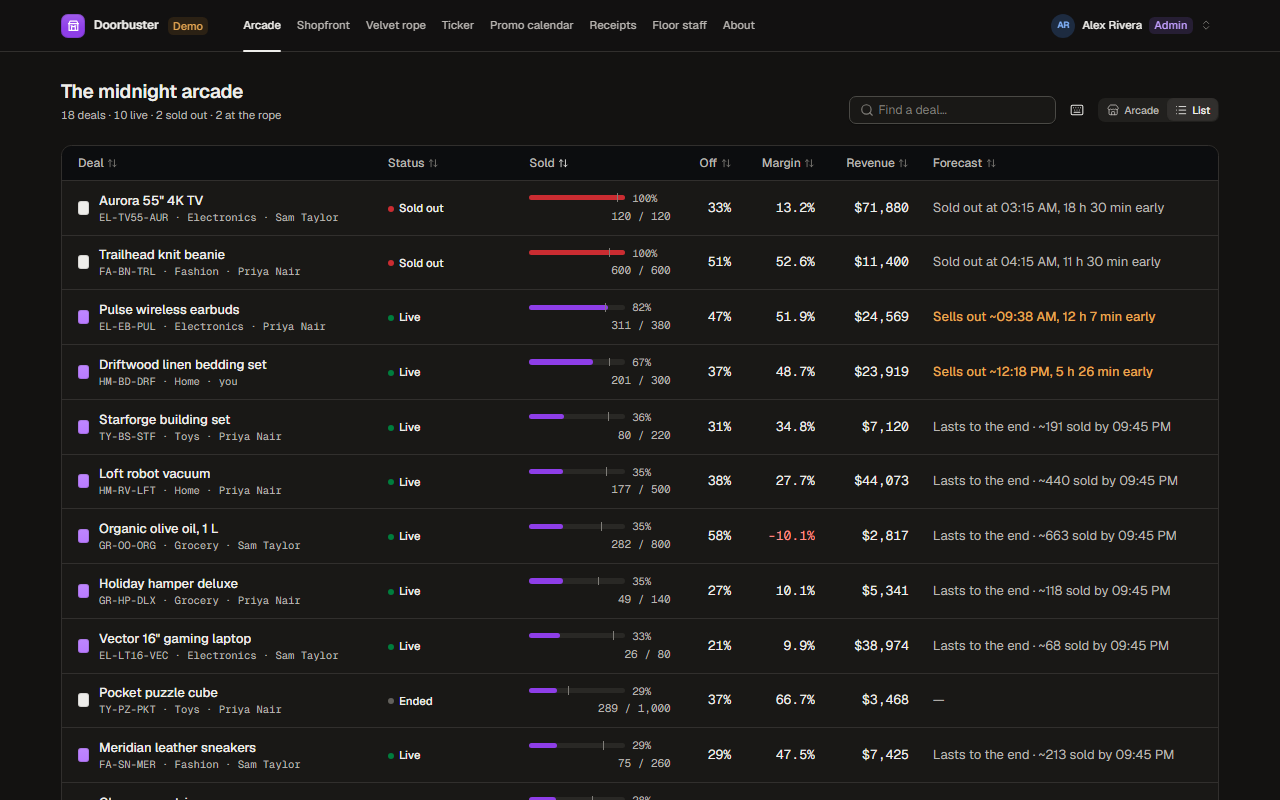 Doorbuster Demo Arcade Shopfront Velvet rope Ticker Promo calendar Receipts Floor staff About AR Alex Rivera Admin
The midnight arcade
18 deals · 10 live · 2 sold out · 2 at the rope
Find a deal... Arcade List
Deal Status Sold Off Margin Revenue Forecast
Aurora 55" 4K TV
EL-TV55-AUR · Electronics · Sam Taylor
Sold out
100%
120 / 120
33% 13.2% $71,880 Sold out at 03:15 AM, 18 h 30 min early
Trailhead knit beanie
FA-BN-TRL · Fashion · Priya Nair
Sold out
100%
600 / 600
51% 52.6% $11,400 Sold out at 04:15 AM, 11 h 30 min early
Pulse wireless earbuds
EL-EB-PUL · Electronics · Priya Nair
Live
82%
311 / 380
47% 51.9% $24,569 Sells out ~09:38 AM, 12 h 7 min early
Driftwood linen bedding set
HM-BD-DRF · Home · you
Live
67%
201 / 300
37% 48.7% $23,919 Sells out ~12:18 PM, 5 h 26 min early
Starforge building set
TY-BS-STF · Toys · Priya Nair
Live
36%
80 / 220
31% 34.8% $7,120 Lasts to the end · ~191 sold by 09:45 PM
Loft robot vacuum
HM-RV-LFT · Home · Priya Nair
Live
35%
177 / 500
38% 27.7% $44,073 Lasts to the end · ~440 sold by 09:45 PM
Organic olive oil, 1 L
GR-OO-ORG · Grocery · Sam Taylor
Live
35%
282 / 800
58% -10.1% $2,817 Lasts to the end · ~663 sold by 09:45 PM
Holiday hamper deluxe
GR-HP-DLX · Grocery · Priya Nair
Live
35%
49 / 140
27% 10.1% $5,341 Lasts to the end · ~118 sold by 09:45 PM
Vector 16" gaming laptop
EL-LT16-VEC · Electronics · Sam Taylor
Live
33%
26 / 80
21% 9.9% $38,974 Lasts to the end · ~68 sold by 09:45 PM
Pocket puzzle cube
TY-PZ-PKT · Toys · Priya Nair
Ended
29%
289 / 1,000
37% 66.7% $3,468 —
Meridian leather sneakers
FA-SN-MER · Fashion · Sam Taylor
Live
29%
75 / 260
29% 47.5% $7,425 Lasts to the end · ~213 sold by 09:45 PM